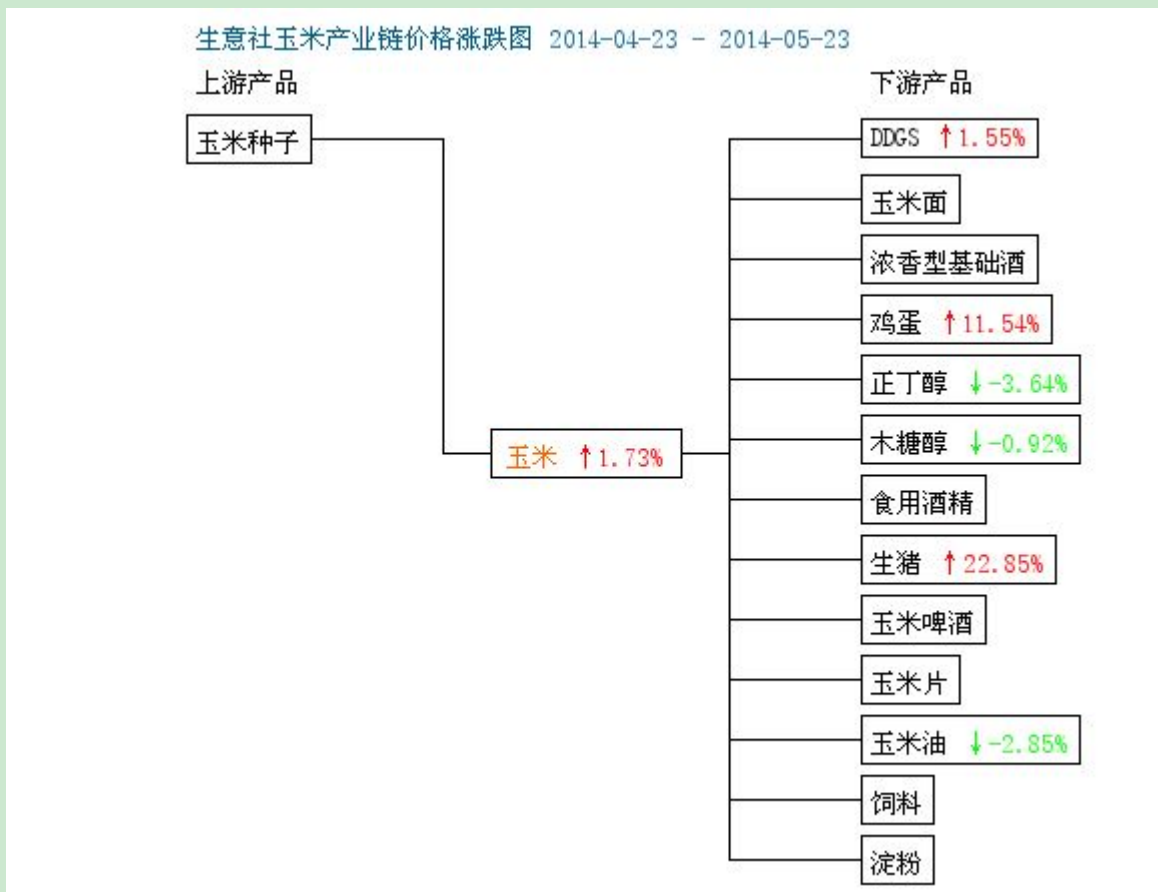 生意社玉米产业链价格涨跌图 2014-04-23 - 2014-05-23
上游产品
下游产品
玉米种子
玉米 ↑1.73%
DDGS ↑1.55%
玉米面
浓香型基础酒
鸡蛋 ↑11.54%
正丁醇 ↓-3.64%
木糖醇 ↓-0.92%
食用酒精
生猪 ↑22.85%
玉米啤酒
玉米片
玉米油 ↓-2.85%
饲料
淀粉